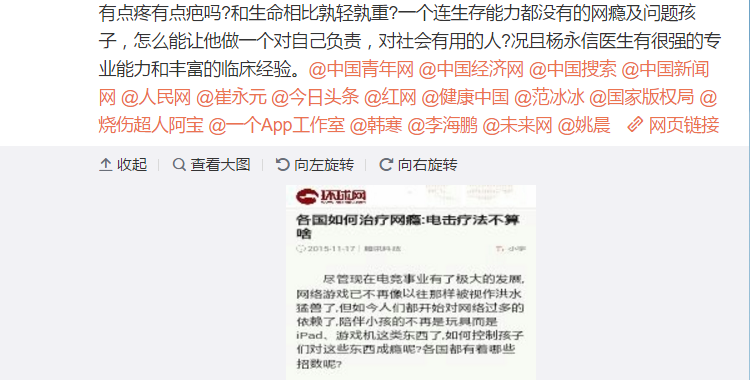 有点疼有点疤吗?和生命相比孰轻孰重?一个连生存能力都没有的网瘾及问题孩
子，怎么能让他做一个对自己负责，对社会有用的人?况且杨永信医生有很强的专
业能力和丰富的临床经验。@中国青年网 @中国经济网 @中国搜索 @中国新闻
网 @人民网 @崔永元 @今日头条 @红网 @健康中国 @范冰冰 @国家版权局 @
烧伤超人阿宝 @一个App工作室 @韩寒 @李海鹏 @未来网 @姚晨 网页链接
收起 查看大图 向左旋转 向右旋转
环球网
各国如何治疗网瘾:电击疗法不算
啥
2015-11-17 腾讯科技 小中
尽管现在电竞事业有了极大的发展,
网络游戏已不再像以往那样被视作洪水
猛兽了,但如今人们都开始对网络过多的
依赖了,陪伴小孩的不再是玩具而是
iPad、游戏机这类东西了,如何控制孩子
们对这些东西成瘾呢?各国都有着哪些
招数呢?